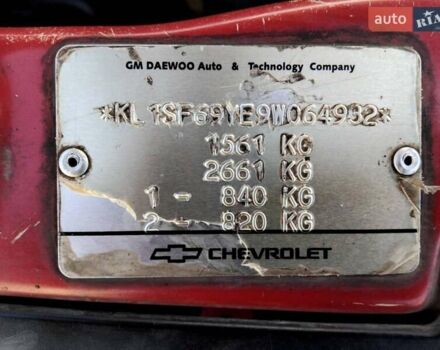 auto RIA
GM DAEWOO Auto & Technology Company
*KL1SF69YE9W064932*
1561 KG
2661 KG
1 - 840 KG
2 - 820 KG
CHEVROLET